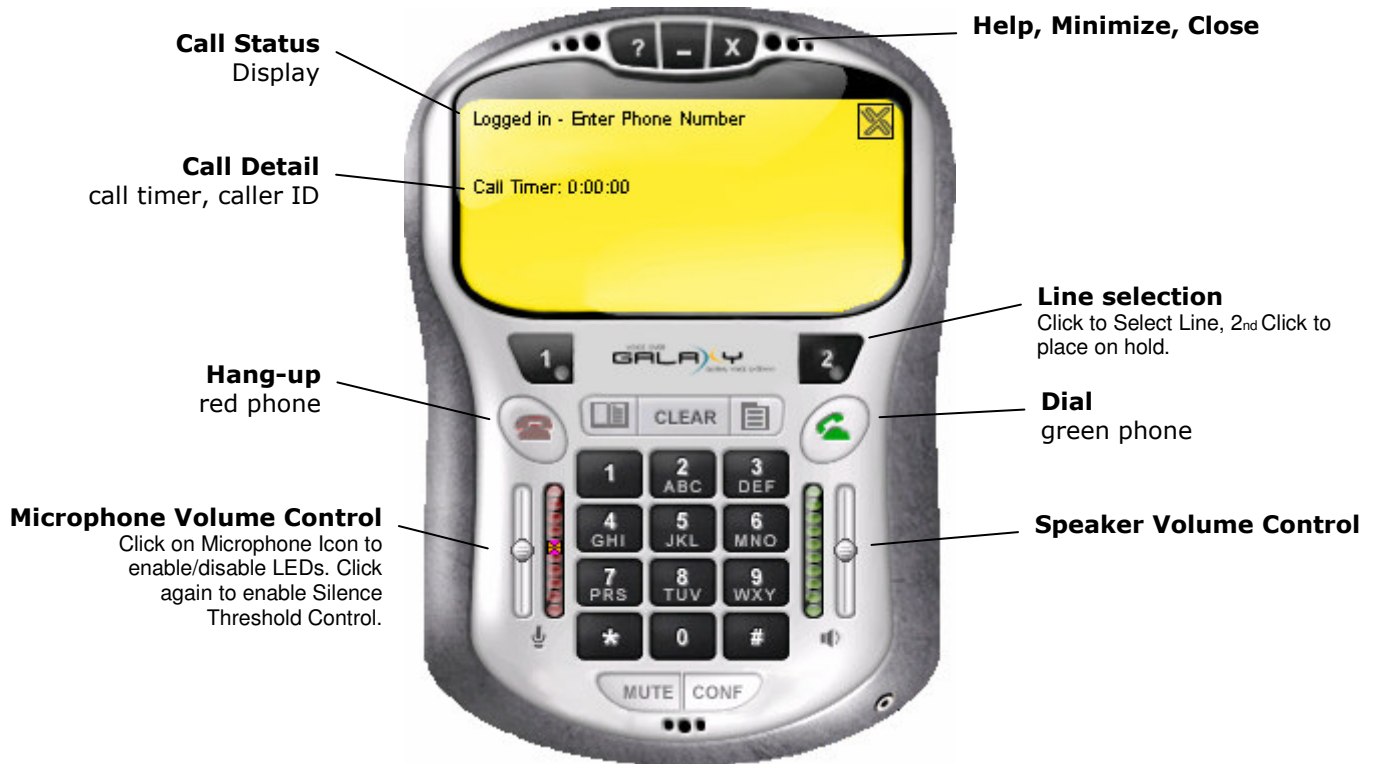 Call Status
Display
Call Detail
call timer, caller ID
Hang-up
red phone
Microphone Volume Control
Click on Microphone Icon to
enable/disable LEDs. Click
again to enable Silence
Threshold Control.
? – X
Logged in - Enter Phone Number
Call Timer: 0:00:00
1
VOICE OVER
GALAXY
2
CLEAR
1
2
ABC
3
DEF
4
GHI
5
JKL
6
MNO
7
PRS
8
TUV
9
WXY
*
0
#
MUTE CONF
Help, Minimize, Close
Line selection
Click to Select Line, 2nd Click to
place on hold.
Dial
green phone
Speaker Volume Control